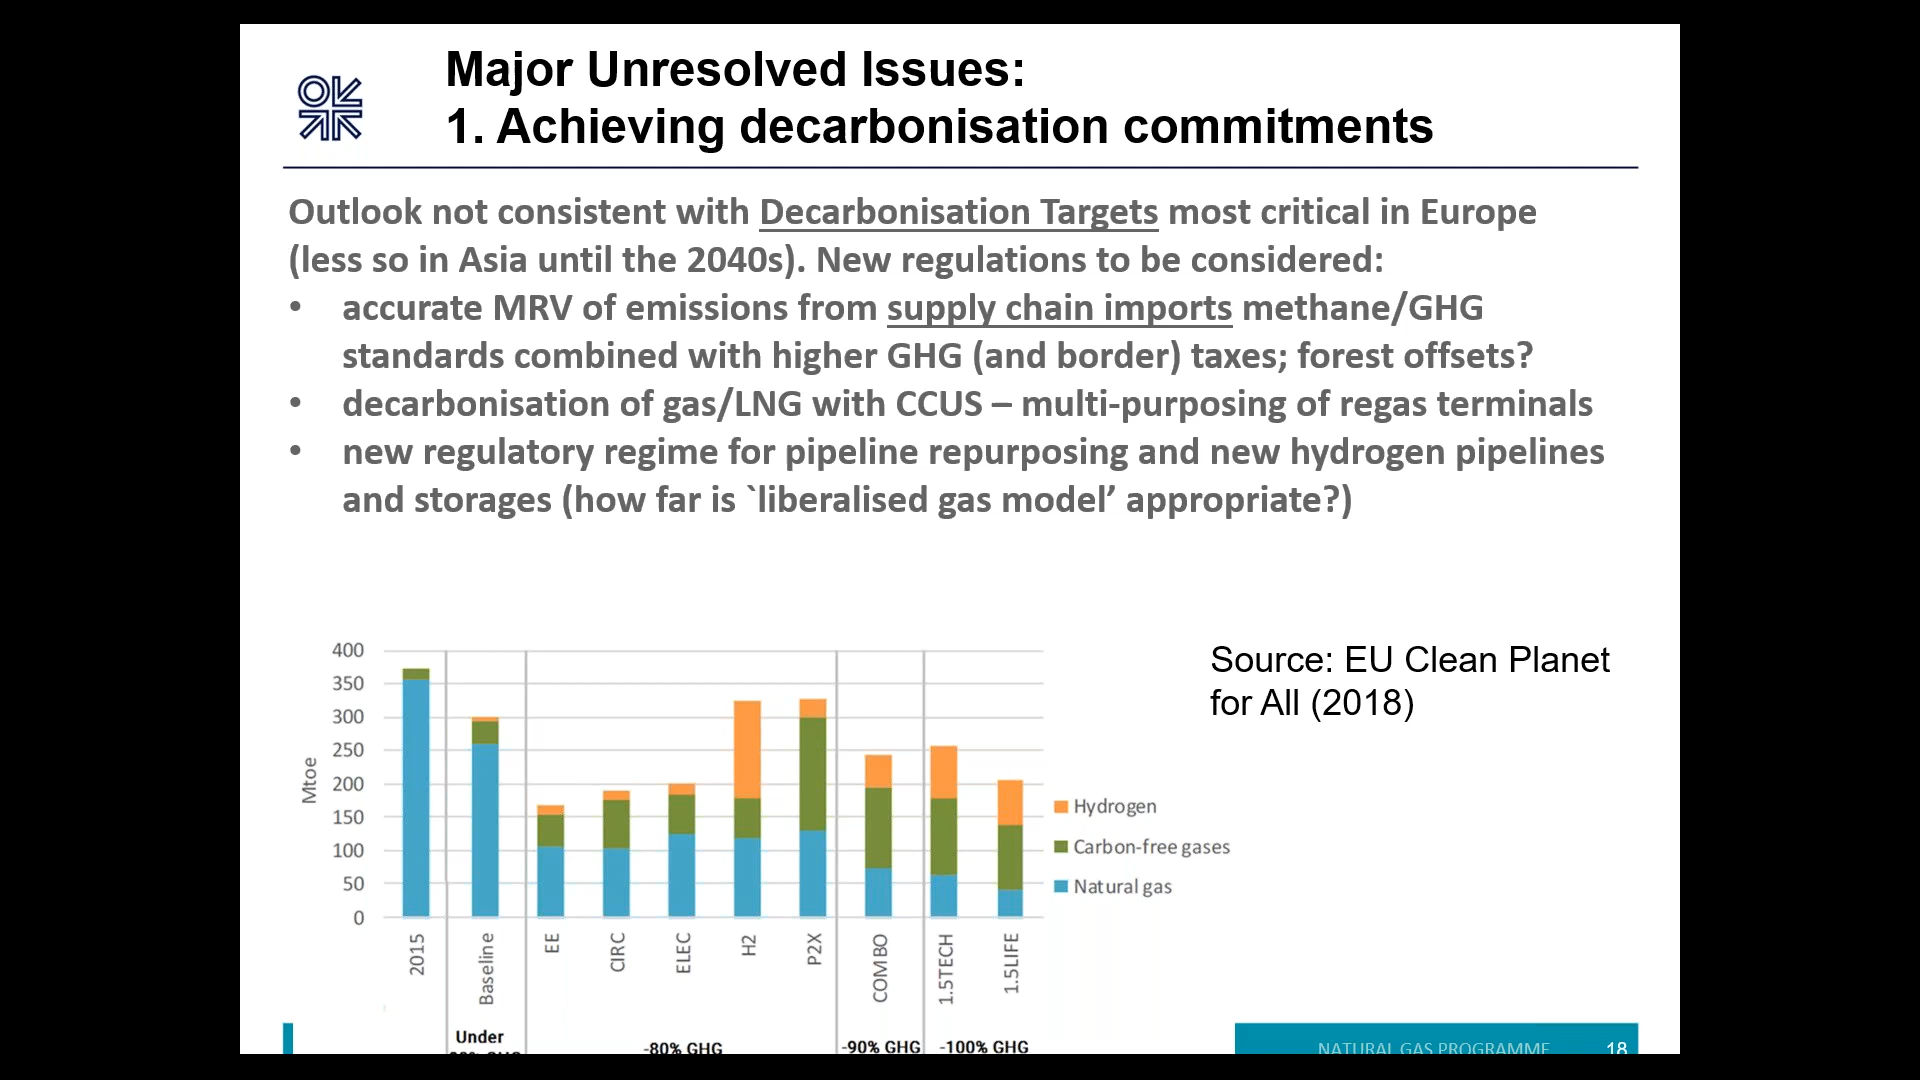 Major Unresolved Issues:
1. Achieving decarbonisation commitments
Outlook not consistent with Decarbonisation Targets most critical in Europe
(less so in Asia until the 2040s). New regulations to be considered:
• accurate MRV of emissions from supply chain imports methane/GHG
standards combined with higher GHG (and border) taxes; forest offsets?
• decarbonisation of gas/LNG with CCUS – multi-purposing of regas terminals
• new regulatory regime for pipeline repurposing and new hydrogen pipelines
and storages (how far is `liberalised gas model’ appropriate?)
Source: EU Clean Planet
for All (2018)
400
350
300
250
200
150
100
50
0
Mtoe
Hydrogen
Carbon-free gases
Natural gas
2015
Baseline
EE
CIRC
ELEC
H2
P2X
COMBO
1.5TECH
1.5LIFE
Under
-80% GHG
-90% GHG
-100% GHG
NATURAL GAS PROGRAMME
18